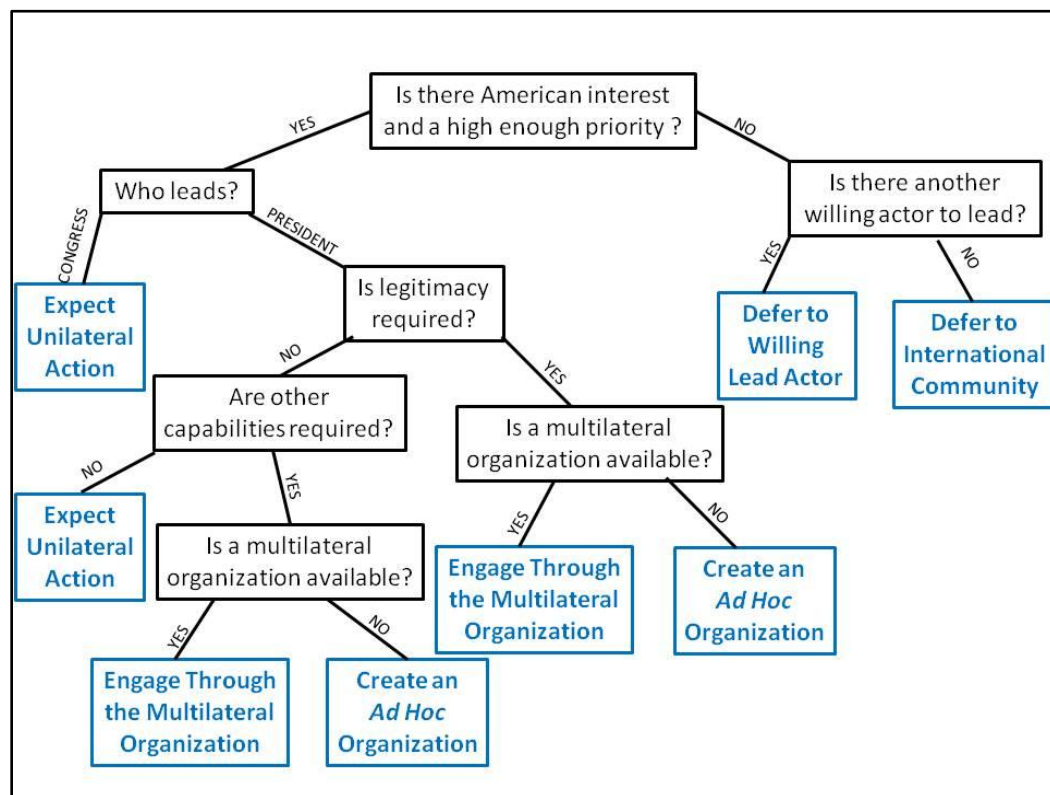 Is there American interest
and a high enough priority ?
YES
NO
Who leads?
Is there another
willing actor to lead?
CONGRESS
PRESIDENT
YES
NO
Expect
Unilateral
Action
Is legitimacy
required?
Defer to
Willing
Lead Actor
Defer to
International
Community
NO
YES
Are other
capabilities required?
Is a multilateral
organization available?
NO
YES
YES
NO
Expect
Unilateral
Action
Is a multilateral
organization available?
Engage Through
the Multilateral
Organization
Create an
Ad Hoc
Organization
YES
NO
Engage Through
the Multilateral
Organization
Create an
Ad Hoc
Organization